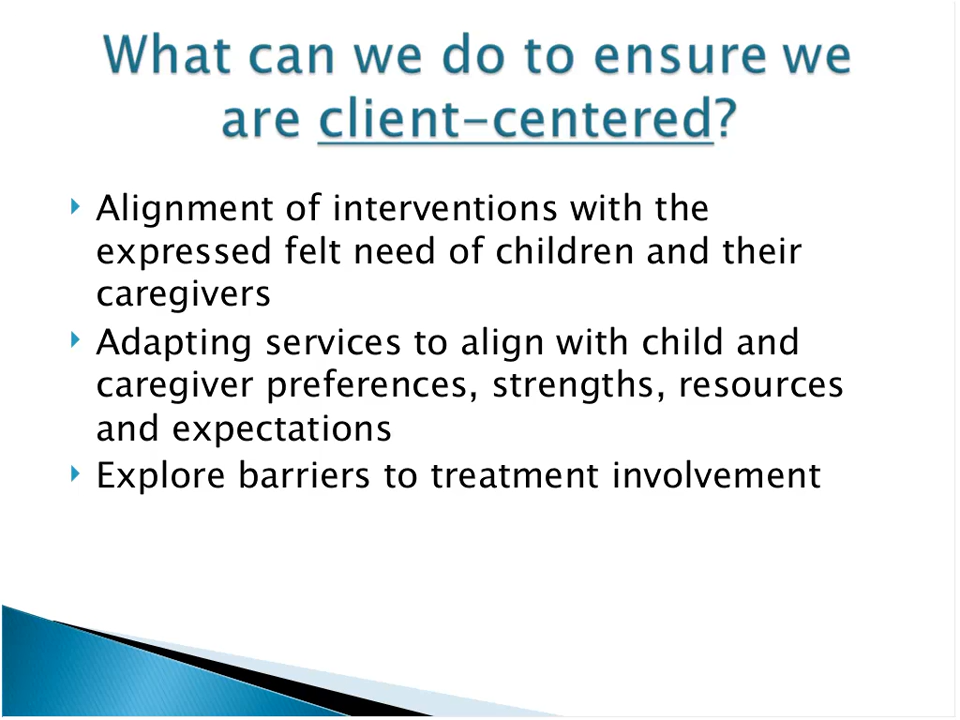 What can we do to ensure we
are client-centered?
Alignment of interventions with the
expressed felt need of children and their
caregivers
Adapting services to align with child and
caregiver preferences, strengths, resources
and expectations
Explore barriers to treatment involvement